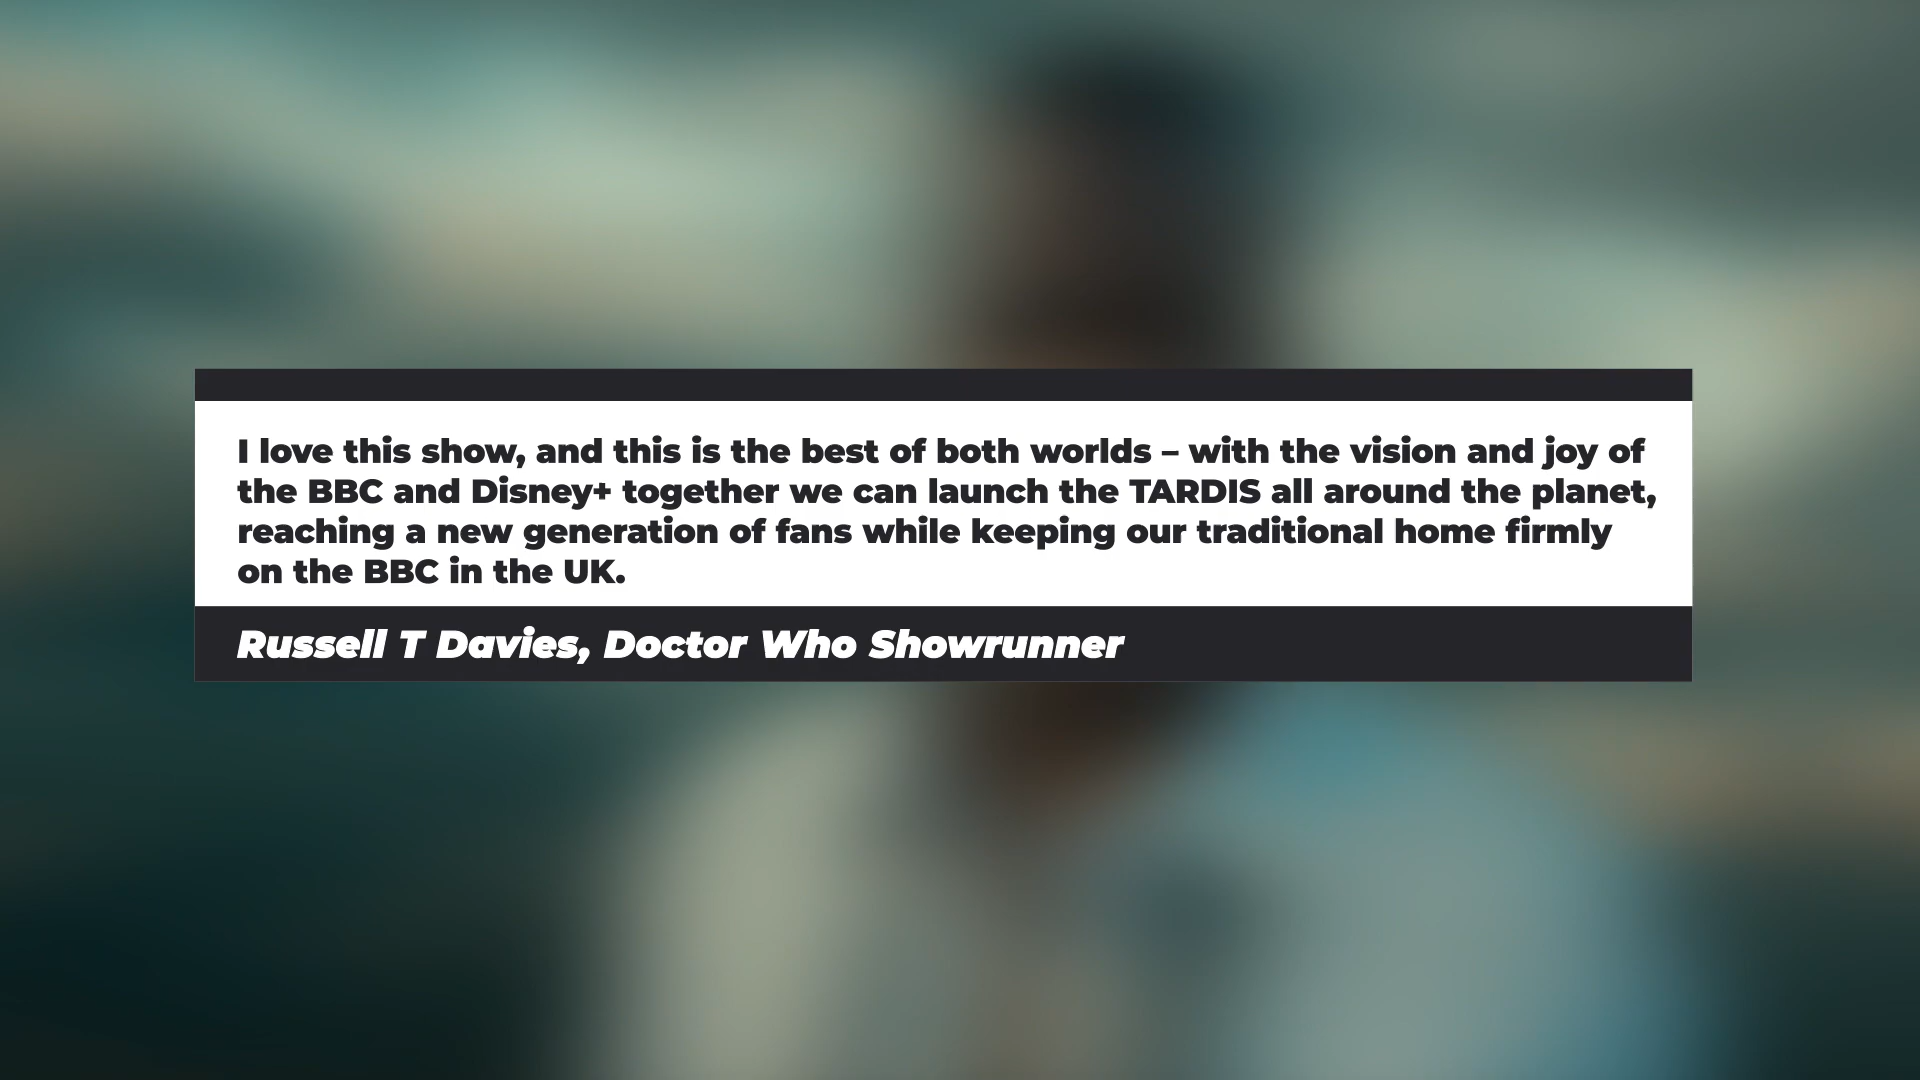 I love this show, and this is the best of both worlds – with the vision and joy of
the BBC and Disney+ together we can launch the TARDIS all around the planet,
reaching a new generation of fans while keeping our traditional home firmly
on the BBC in the UK.
Russell T Davies, Doctor Who Showrunner